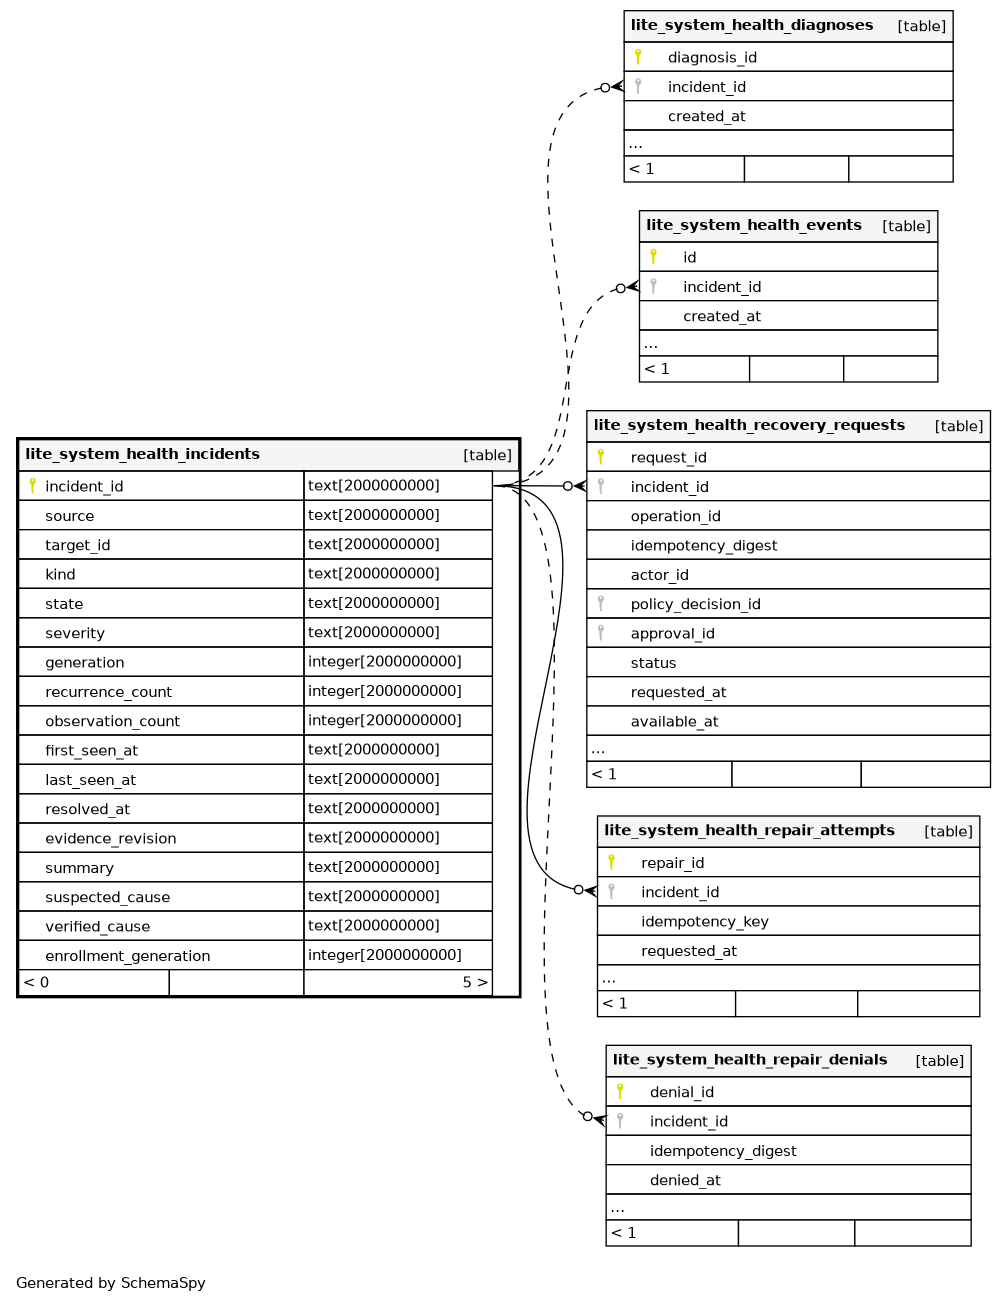 lite_system_health_diagnoses [table]
diagnosis_id
incident_id
created_at
...
< 1
lite_system_health_events [table]
id
incident_id
created_at
...
< 1
lite_system_health_recovery_requests [table]
request_id
incident_id
operation_id
idempotency_digest
actor_id
policy_decision_id
approval_id
status
requested_at
available_at
...
< 1
lite_system_health_incidents [table]
incident_id text[2000000000]
source text[2000000000]
target_id text[2000000000]
kind text[2000000000]
state text[2000000000]
severity text[2000000000]
generation integer[2000000000]
recurrence_count integer[2000000000]
observation_count integer[2000000000]
first_seen_at text[2000000000]
last_seen_at text[2000000000]
resolved_at text[2000000000]
evidence_revision text[2000000000]
summary text[2000000000]
suspected_cause text[2000000000]
verified_cause text[2000000000]
enrollment_generation integer[2000000000]
< 0 5 >
lite_system_health_repair_attempts [table]
repair_id
incident_id
idempotency_key
requested_at
...
< 1
lite_system_health_repair_denials [table]
denial_id
incident_id
idempotency_digest
denied_at
...
< 1
Generated by SchemaSpy